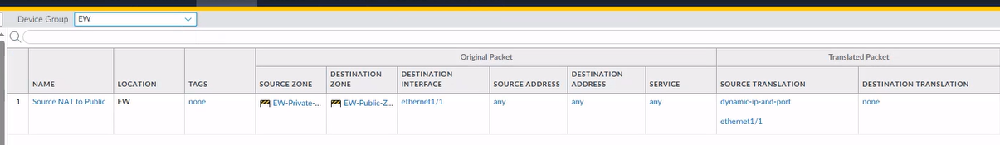 Device Group EW
Original Packet Translated Packet
NAME LOCATION TAGS SOURCE ZONE DESTINATION ZONE DESTINATION INTERFACE SOURCE ADDRESS DESTINATION ADDRESS SERVICE SOURCE TRANSLATION DESTINATION TRANSLATION
1 Source NAT to Public EW none EW-Private-... EW-Public-Z... ethernet1/1 any any any dynamic-ip-and-port none
ethernet1/1